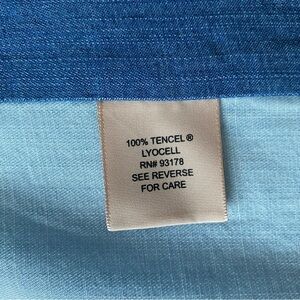 100% TENCEL®
LYOCELL
RN# 93178
SEE REVERSE
FOR CARE